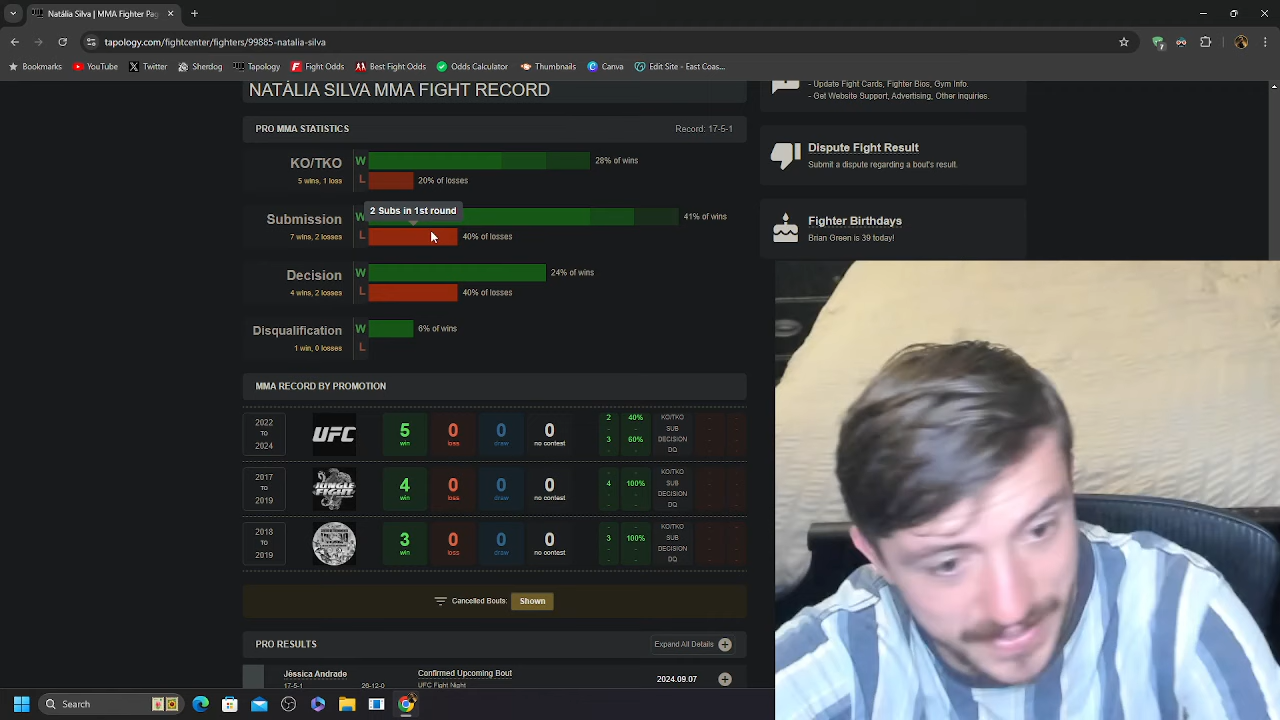 Natália Silva | MMA Fighter Pag
tapology.com/fightcenter/fighters/99885-natalia-silva
Bookmarks YouTube Twitter Sherdog Tapology Fight Odds Best Fight Odds Odds Calculator Thumbnails Canva Edit Site - East Coas...
NATÁLIA SILVA MMA FIGHT RECORD
PRO MMA STATISTICS Record: 17-5-1
KO/TKO W 28% of wins
5 wins, 1 loss L 20% of losses
2 Subs in 1st round
Submission W 41% of wins
7 wins, 2 losses L 40% of losses
Decision W 24% of wins
4 wins, 2 losses L 40% of losses
Disqualification W 6% of wins
1 win, 0 losses L
MMA RECORD BY PROMOTION
2022 TO 2024 UFC 5 win 0 loss 0 draw 0 no contest
2 40% KO/TKO
- - SUB
3 60% DECISION
- - DQ
2017 TO 2019 JUNGLE FIGHT 4 win 0 loss 0 draw 0 no contest
- - KO/TKO
4 100% SUB
- - DECISION
- - DQ
2018 TO 2019 3 win 0 loss 0 draw 0 no contest
- - KO/TKO
3 100% SUB
- - DECISION
- - DQ
Cancelled Bouts: Shown
PRO RESULTS Expand All Details
Jéssica Andrade Confirmed Upcoming Bout 2024.09.07
17-5-1 26-12-0 UFC Fight Night
- Update Fight Cards, Fighter Bios, Gym Info.
- Get Website Support, Advertising, Other Inquiries.
Dispute Fight Result
Submit a dispute regarding a bout's result.
Fighter Birthdays
Brian Green is 39 today!
Search